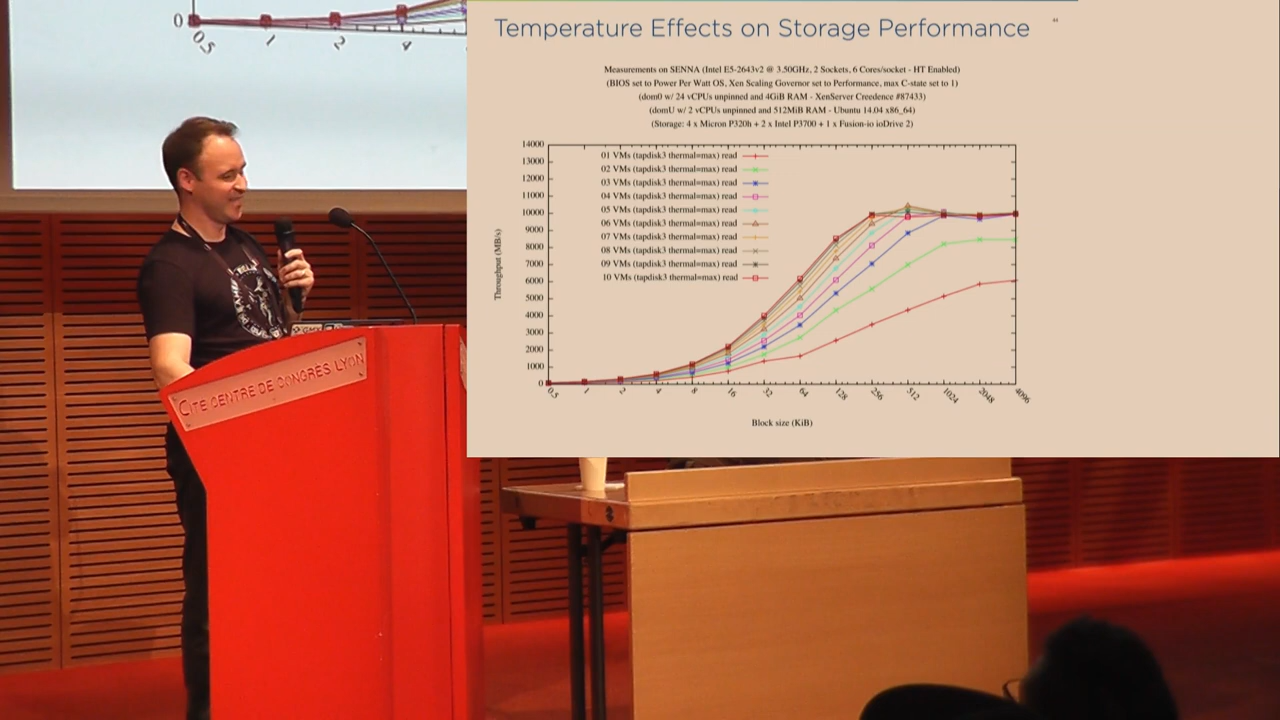 0
0.5
1
2
4
Temperature Effects on Storage Performance
Measurements on SENNA (Intel E5-2643v2 @ 3.50GHz, 2 Sockets, 6 Cores/socket - HT Enabled)
(BIOS set to Power Per Watt OS, Xen Scaling Governor set to Performance, max C-state set to 1)
(dom0 w/ 24 vCPUs unpinned and 4GiB RAM - XenServer Creedence #87433)
(domU w/ 2 vCPUs unpinned and 512MiB RAM - Ubuntu 14.04 x86_64)
(Storage: 4 x Micron P320h + 2 x Intel P3700 + 1 x Fusion-io ioDrive 2)
14000
13000
12000
11000
10000
9000
8000
7000
6000
5000
4000
3000
2000
1000
0
Throughput (MB/s)
01 VMs (tapdisk3 thermal=max) read
02 VMs (tapdisk3 thermal=max) read
03 VMs (tapdisk3 thermal=max) read
04 VMs (tapdisk3 thermal=max) read
05 VMs (tapdisk3 thermal=max) read
06 VMs (tapdisk3 thermal=max) read
07 VMs (tapdisk3 thermal=max) read
08 VMs (tapdisk3 thermal=max) read
09 VMs (tapdisk3 thermal=max) read
10 VMs (tapdisk3 thermal=max) read
0.5
1
2
4
8
16
32
64
128
256
512
1024
2048
4096
Block size (KiB)
CITE CENTRE DE CONGRÈS LYON